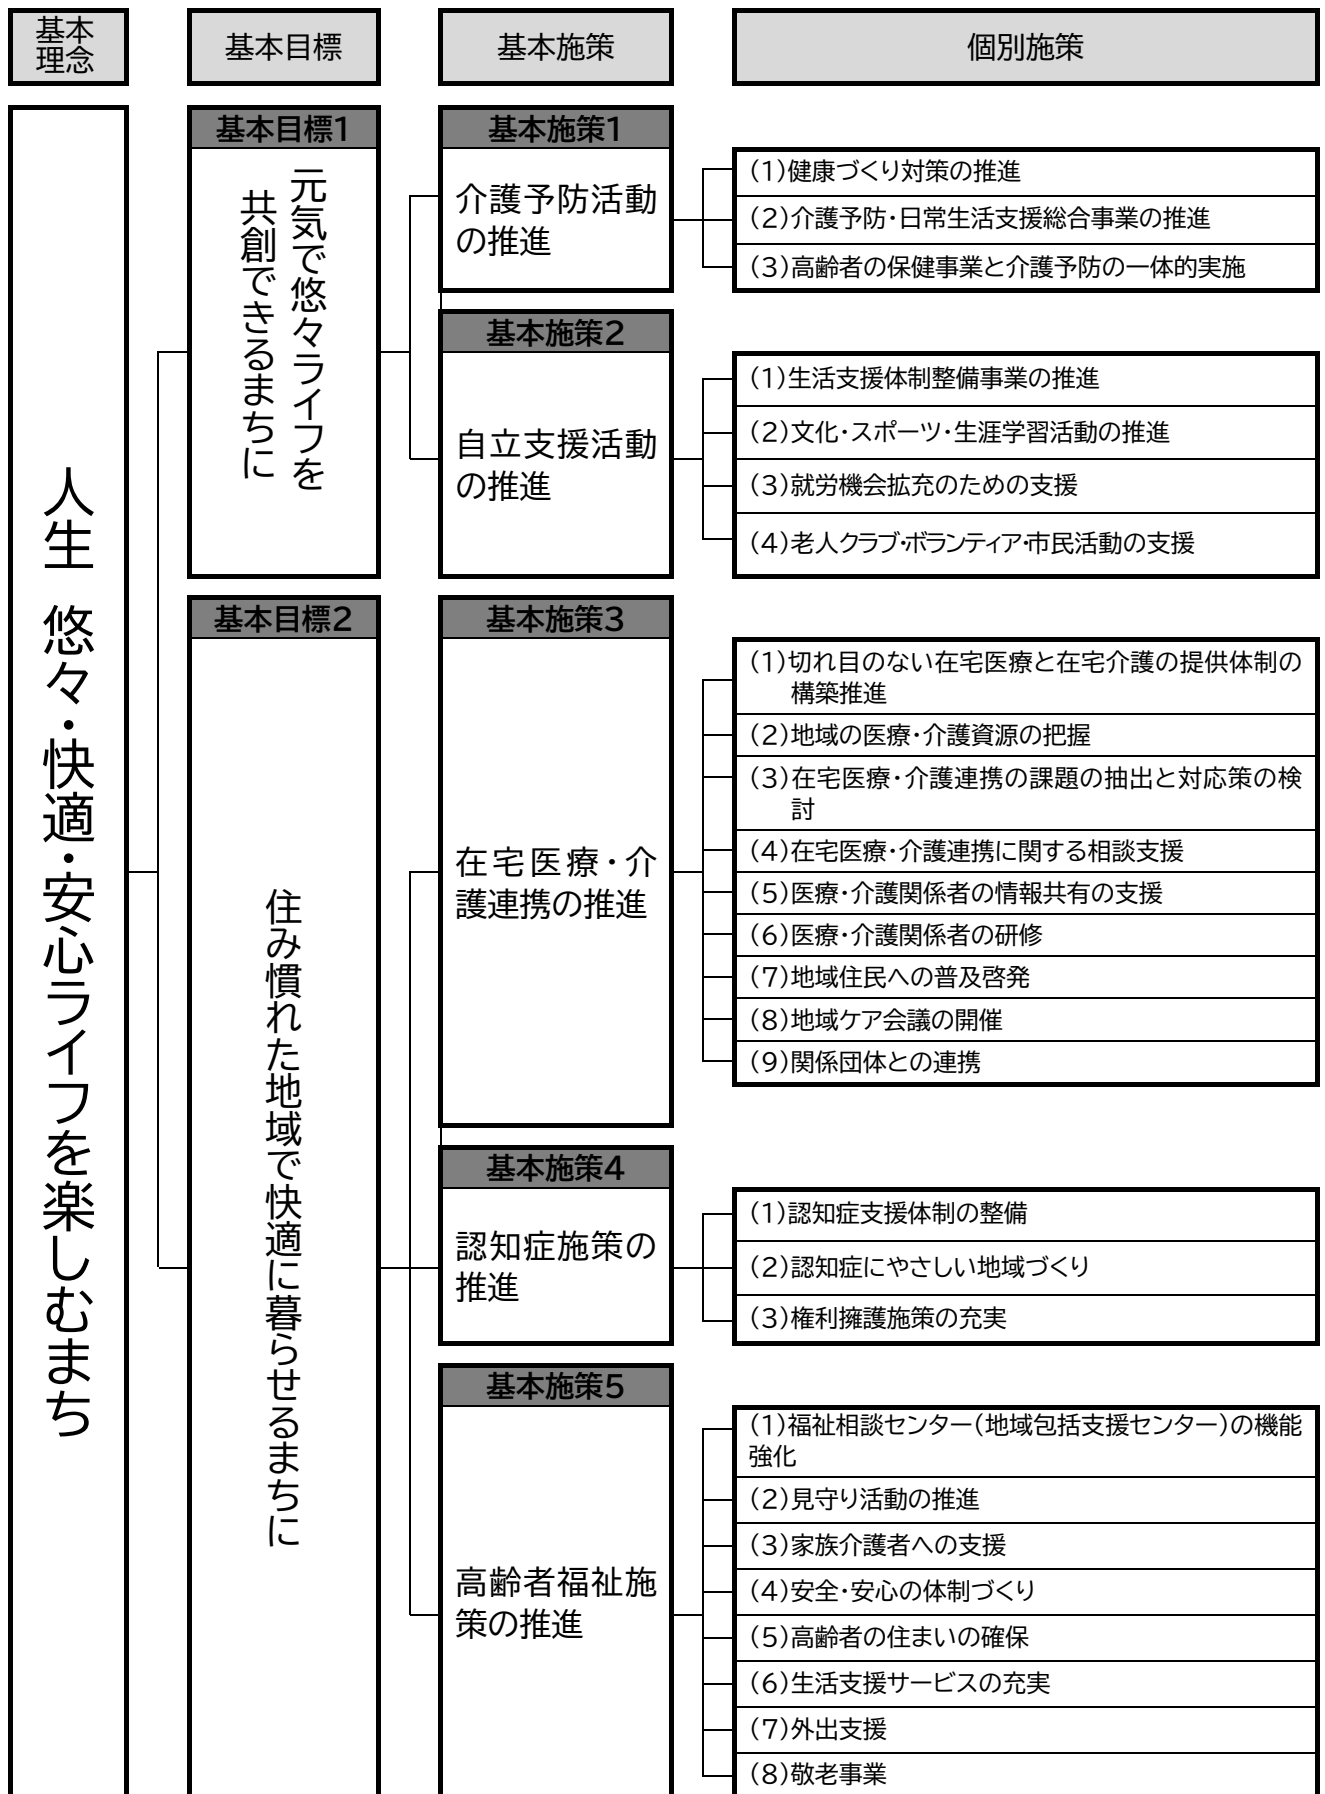 基本
理念
基本目標
基本施策
個別施策
人生 悠々・快適・安心ライフを楽しむまち
基本目標1
元気で悠々ライフを
共創できるまちに
基本施策1
介護予防活動
の推進
(1)健康づくり対策の推進
(2)介護予防・日常生活支援総合事業の推進
(3)高齢者の保健事業と介護予防の一体的実施
基本施策2
自立支援活動
の推進
(1)生活支援体制整備事業の推進
(2)文化・スポーツ・生涯学習活動の推進
(3)就労機会拡充のための支援
(4)老人クラブ・ボランティア・市民活動の支援
基本目標2
住み慣れた地域で快適に暮らせるまちに
基本施策3
在宅医療・介
護連携の推進
(1)切れ目のない在宅医療と在宅介護の提供体制の
構築推進
(2)地域の医療・介護資源の把握
(3)在宅医療・介護連携の課題の抽出と対応策の検
討
(4)在宅医療・介護連携に関する相談支援
(5)医療・介護関係者の情報共有の支援
(6)医療・介護関係者の研修
(7)地域住民への普及啓発
(8)地域ケア会議の開催
(9)関係団体との連携
基本施策4
認知症施策の
推進
(1)認知症支援体制の整備
(2)認知症にやさしい地域づくり
(3)権利擁護施策の充実
基本施策5
高齢者福祉施
策の推進
(1)福祉相談センター(地域包括支援センター)の機能
強化
(2)見守り活動の推進
(3)家族介護者への支援
(4)安全・安心の体制づくり
(5)高齢者の住まいの確保
(6)生活支援サービスの充実
(7)外出支援
(8)敬老事業